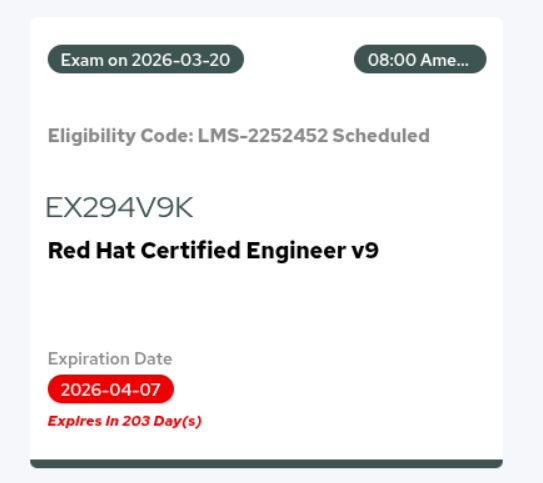 Exam on 2026-03-20
08:00 Ame...
Eligibility Code: LMS-2252452 Scheduled
EX294V9K
Red Hat Certified Engineer v9
Expiration Date
2026-04-07
Expires in 203 Day(s)